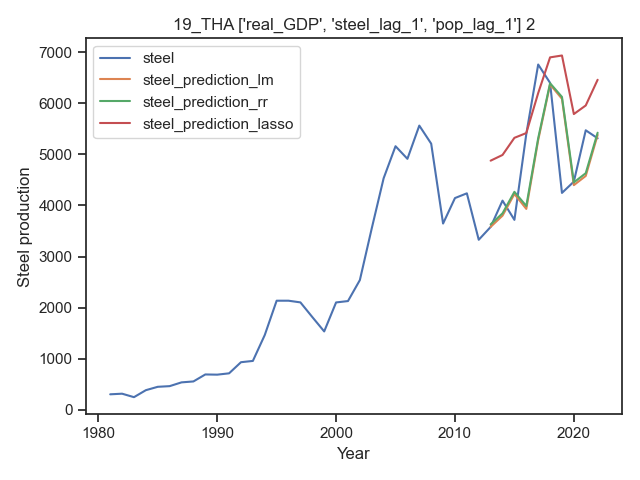 19_THA ['real_GDP', 'steel_lag_1', 'pop_lag_1'] 2
steel
steel_prediction_lm
steel_prediction_rr
steel_prediction_lasso
7000
6000
5000
4000
3000
2000
1000
0
Steel production
1980
1990
2000
2010
2020
Year